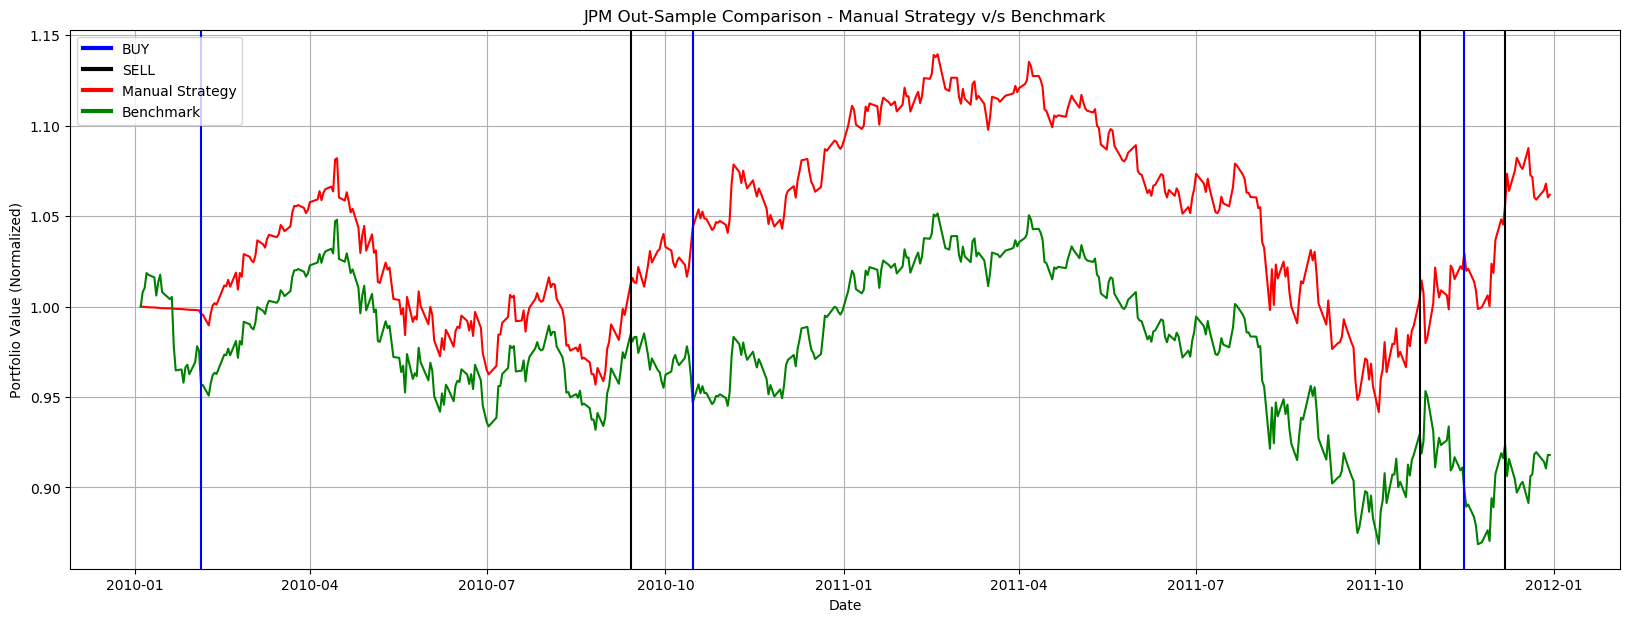 JPM Out-Sample Comparison - Manual Strategy v/s Benchmark
BUY
SELL
Manual Strategy
Benchmark
Portfolio Value (Normalized)
1.15
1.10
1.05
1.00
0.95
0.90
2010-01
2010-04
2010-07
2010-10
2011-01
2011-04
2011-07
2011-10
2012-01
Date